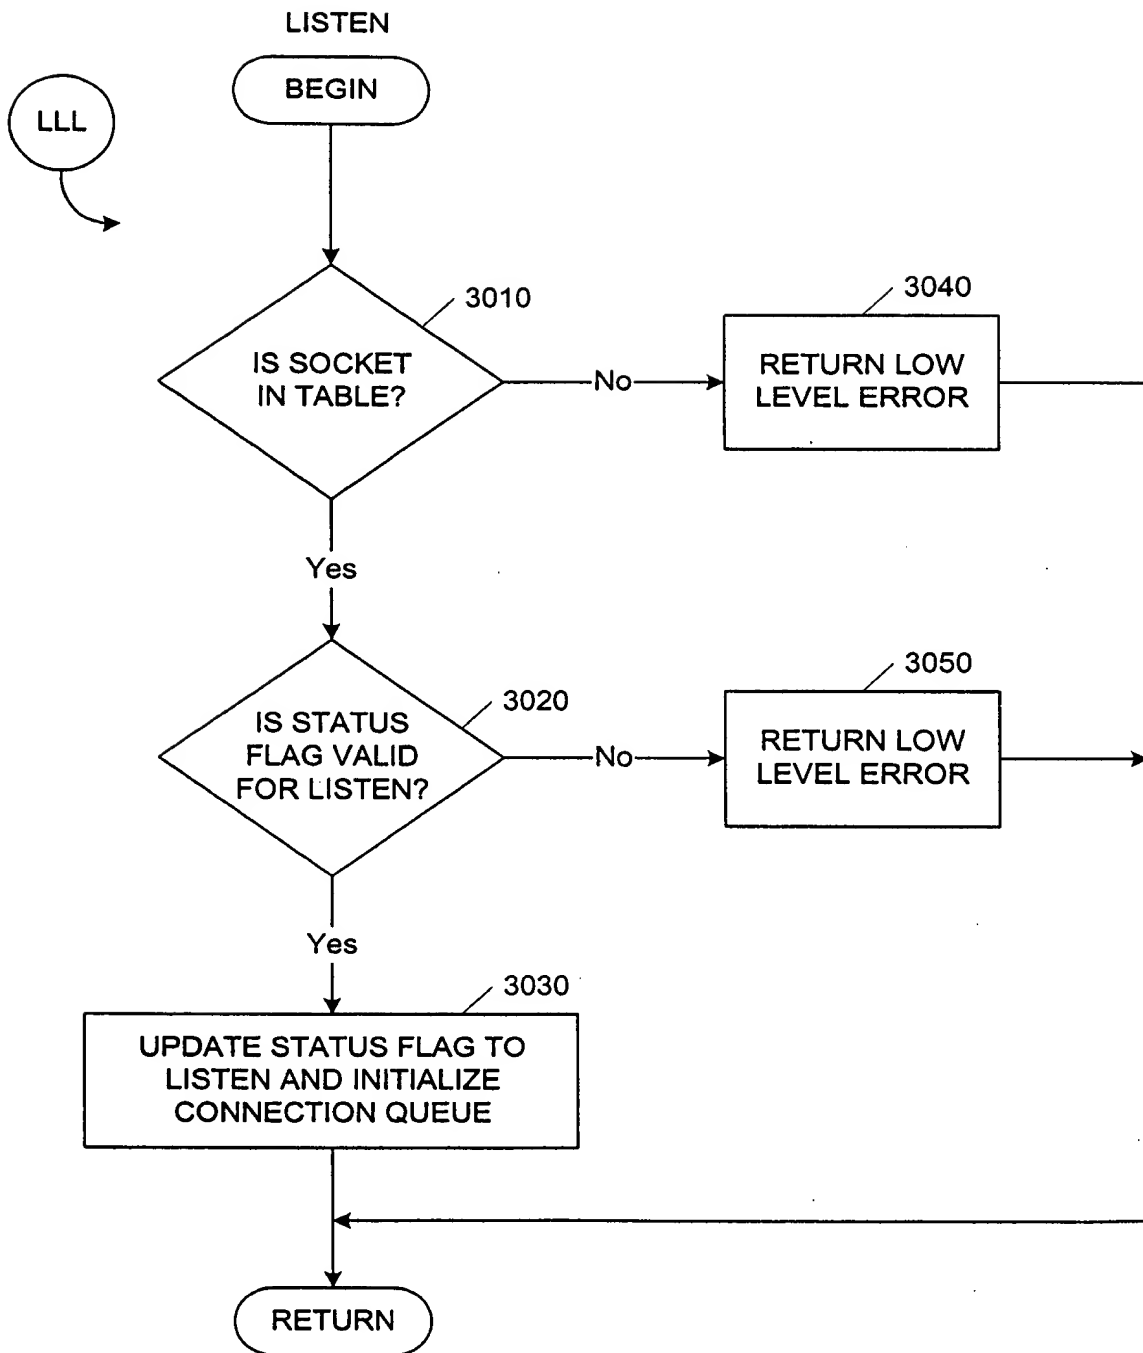 LISTEN
BEGIN
LLL
3010
IS SOCKET
IN TABLE?
No
3040
RETURN LOW
LEVEL ERROR
Yes
3020
IS STATUS
FLAG VALID
FOR LISTEN?
No
3050
RETURN LOW
LEVEL ERROR
Yes
3030
UPDATE STATUS FLAG TO
LISTEN AND INITIALIZE
CONNECTION QUEUE
RETURN